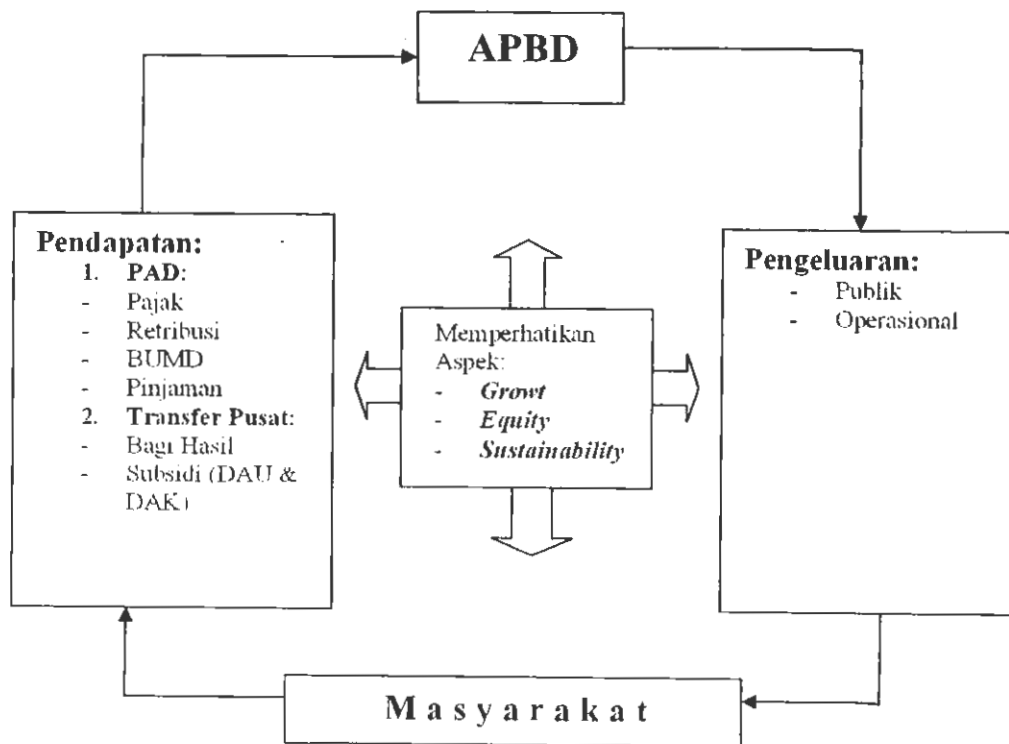 APBD
Pendapatan:
1. PAD:
- Pajak
- Retribusi
- BUMD
- Pinjaman
2. Transfer Pusat:
- Bagi Hasil
- Subsidi (DAU &
DAK)
Memperhatikan
Aspek:
- Growt
- Equity
- Sustainability
Pengeluaran:
- Publik
- Operasional
Masyarakat